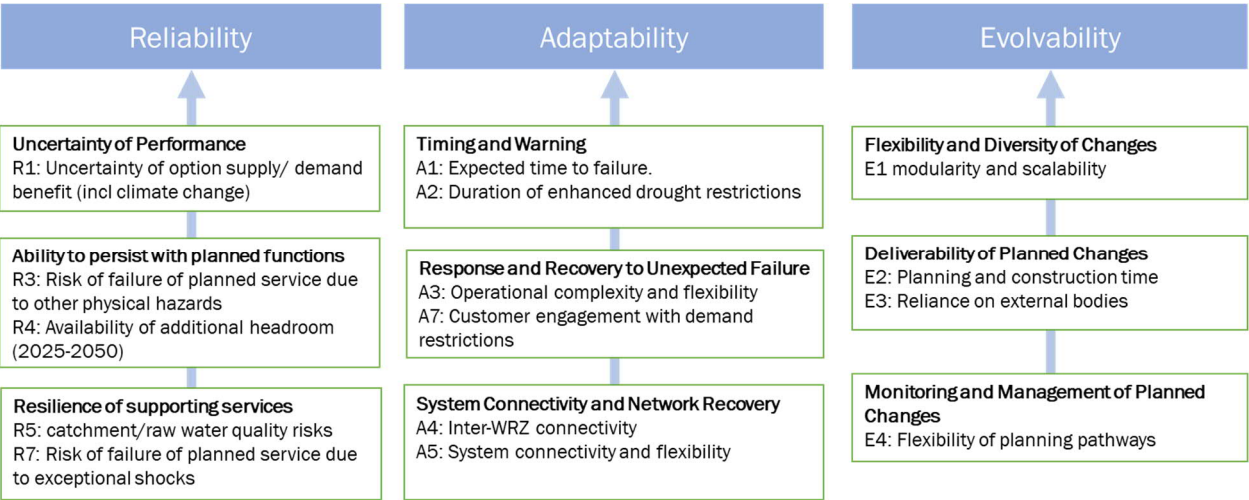 Reliability
Uncertainty of Performance
R1: Uncertainty of option supply/ demand
benefit (incl climate change)
Ability to persist with planned functions
R3: Risk of failure of planned service due
to other physical hazards
R4: Availability of additional headroom
(2025-2050)
Resilience of supporting services
R5: catchment/raw water quality risks
R7: Risk of failure of planned service due
to exceptional shocks
Adaptability
Timing and Warning
A1: Expected time to failure.
A2: Duration of enhanced drought restrictions
Response and Recovery to Unexpected Failure
A3: Operational complexity and flexibility
A7: Customer engagement with demand
restrictions
System Connectivity and Network Recovery
A4: Inter-WRZ connectivity
A5: System connectivity and flexibility
Evolvability
Flexibility and Diversity of Changes
E1 modularity and scalability
Deliverability of Planned Changes
E2: Planning and construction time
E3: Reliance on external bodies
Monitoring and Management of Planned
Changes
E4: Flexibility of planning pathways